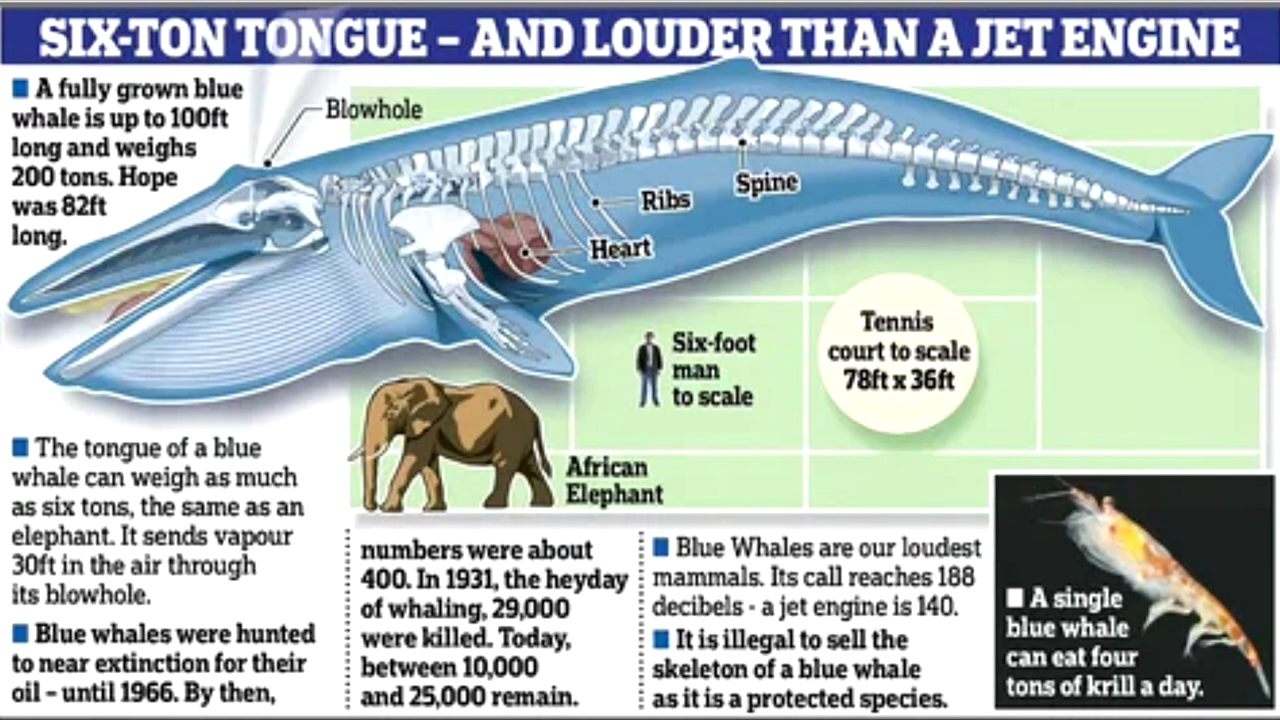 SIX-TON TONGUE – AND LOUDER THAN A JET ENGINE
■ A fully grown blue
whale is up to 100ft
long and weighs
200 tons. Hope
was 82ft
long.
Blowhole
Spine
Ribs
Heart
Six-foot
man
to scale
Tennis
court to scale
78ft x 36ft
African
Elephant
■ The tongue of a blue
whale can weigh as much
as six tons, the same as an
elephant. It sends vapour
30ft in the air through
its blowhole.
■ Blue whales were hunted
to near extinction for their
oil – until 1966. By then,
numbers were about
400. In 1931, the heyday
of whaling, 29,000
were killed. Today,
between 10,000
and 25,000 remain.
■ Blue Whales are our loudest
mammals. Its call reaches 188
decibels - a jet engine is 140.
■ It is illegal to sell the
skeleton of a blue whale
as it is a protected species.
■ A single
blue whale
can eat four
tons of krill a day.